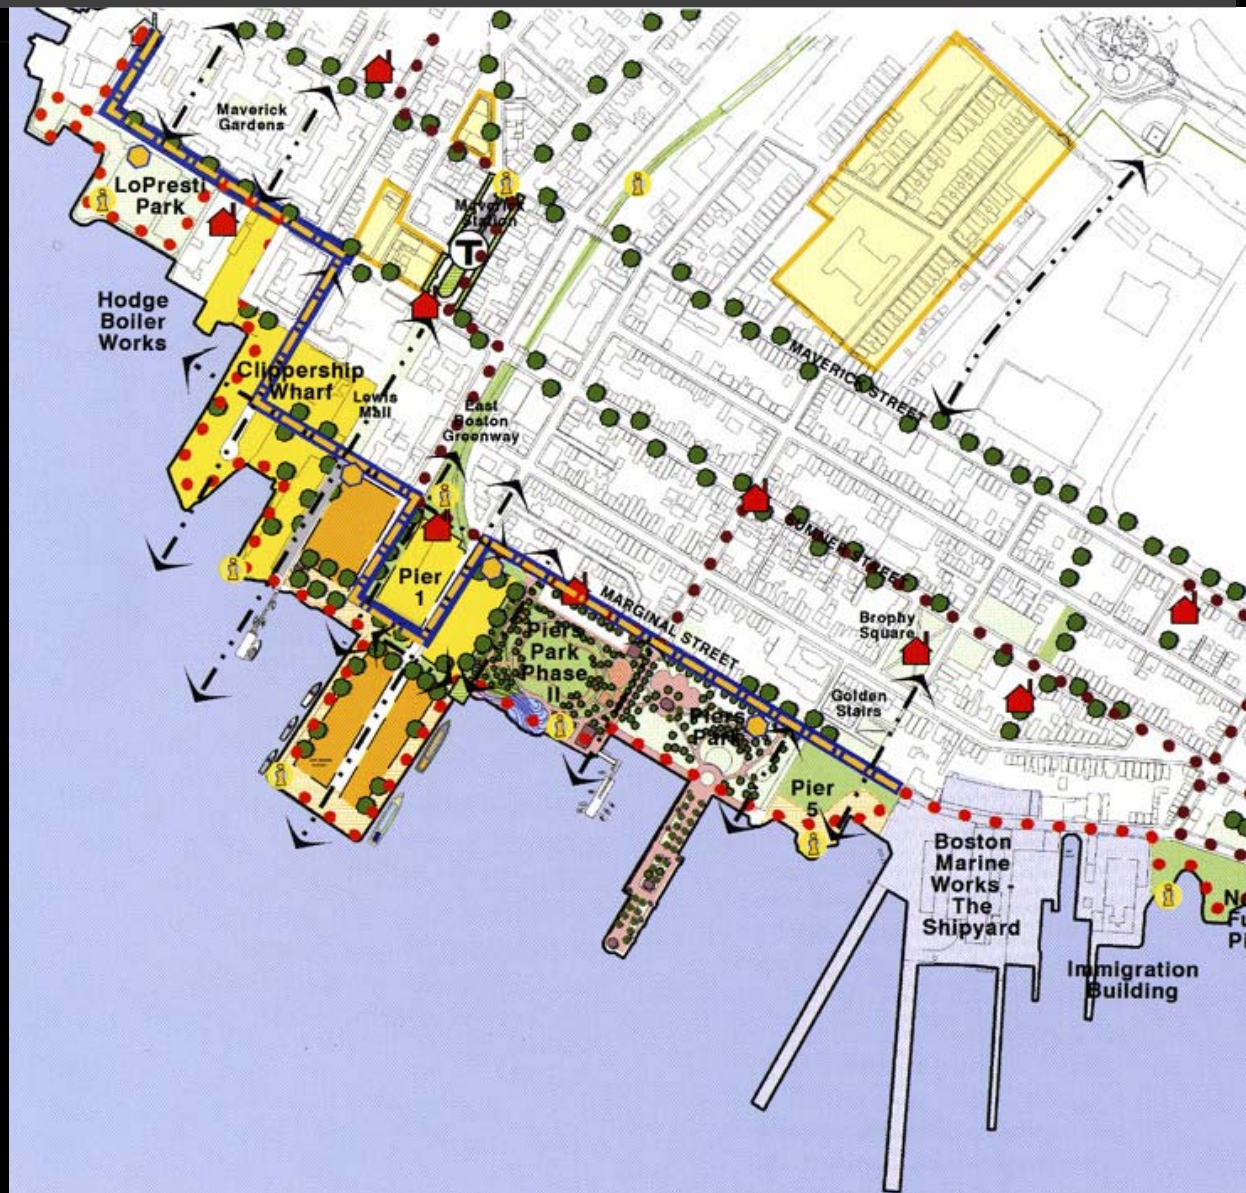 Maverick
Gardens
LoPresti
Park
Maverick
Station
T
Hodge
Boiler
Works
Clippership
Wharf
Lewis
Mall
East
Boston
Greenway
MAVERICK STREET
SUMNER STREET
Pier
1
MARGINAL STREET
Piers
Park
Phase
II
Brophy
Square
Golden
Stairs
Piers
Park
Pier
5
Boston
Marine
Works -
The
Shipyard
Immigration
Building